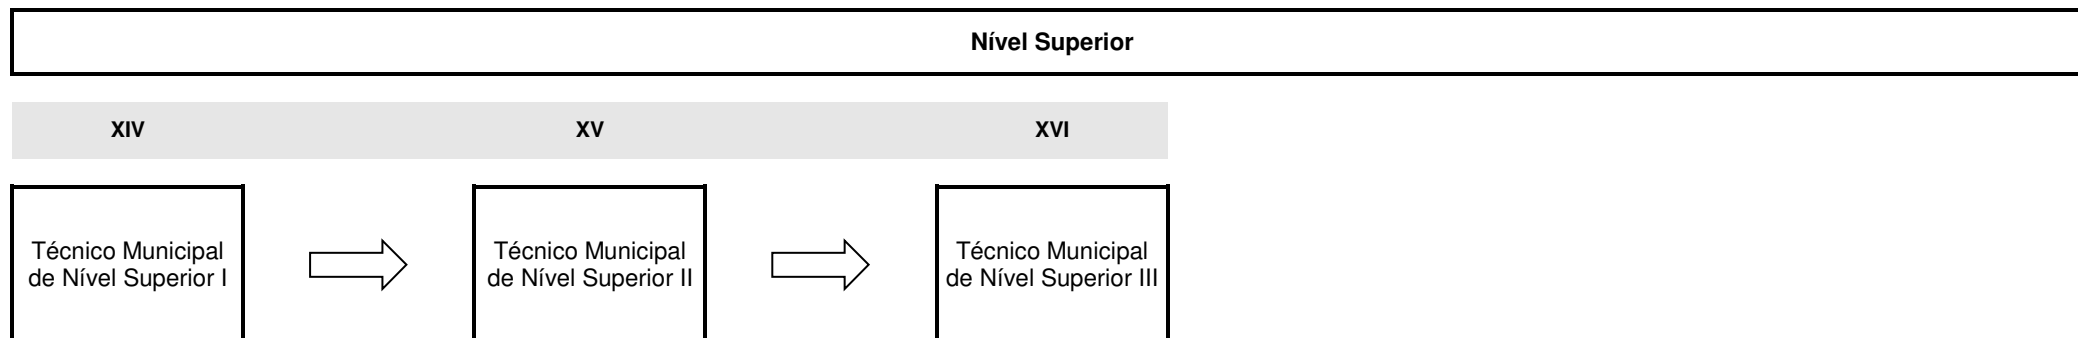 Nível Superior
XIV XV XVI
Técnico Municipal
de Nível Superior I
Técnico Municipal
de Nível Superior II
Técnico Municipal
de Nível Superior III